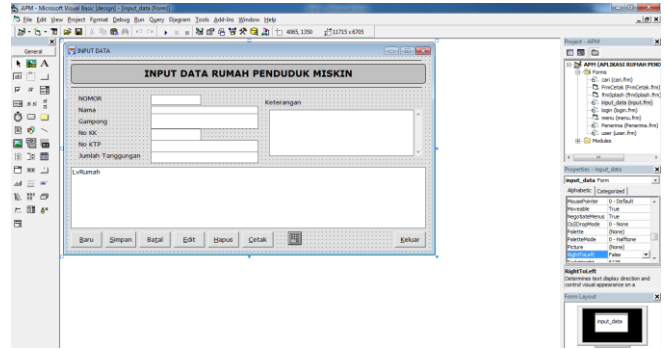 APM - Microsoft Visual Basic [design] - [input_data (Form)]
File Edit View Project Format Debug Run Query Diagram Tools Add-Ins Window Help
4065, 1350 11715 x 6705
General
INPUT DATA
INPUT DATA RUMAH PENDUDUK MISKIN
NOMOR
Nama
Gampong
No KK
No KTP
Jumlah Tanggungan
Keterangan
LvRumah
Baru Simpan Batal Edit Hapus Cetak Keluar
Project - APM
APM (APLIKASI RUMAH PEND
Forms
cari (cari.frm)
FrmCetak (FrmCetak.frm)
frmSplash (frmSplash.frm)
input_data (input.frm)
login (login.frm)
menu (menu.frm)
Penerima (Penerima.frm)
user (user.frm)
Modules
Properties - input_data
input_data Form
Alphabetic Categorized
MousePointer 0 - Default
Moveable True
NegotiateMenus True
OLEDropMode 0 - None
Palette (None)
PaletteMode 0 - Halftone
Picture (None)
RightToLeft False
RightToLeft
Determines text display direction and
control visual appearance on a
Form Layout
input_data